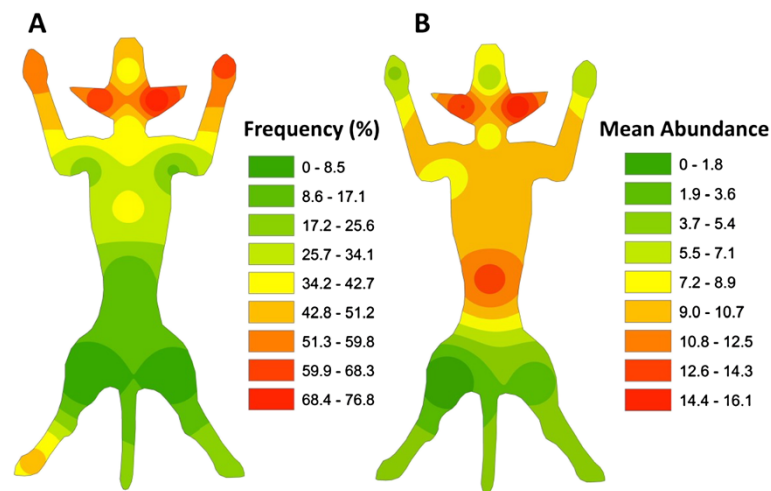 A
B
Frequency (%)
0 - 8.5
8.6 - 17.1
17.2 - 25.6
25.7 - 34.1
34.2 - 42.7
42.8 - 51.2
51.3 - 59.8
59.9 - 68.3
68.4 - 76.8
Mean Abundance
0 - 1.8
1.9 - 3.6
3.7 - 5.4
5.5 - 7.1
7.2 - 8.9
9.0 - 10.7
10.8 - 12.5
12.6 - 14.3
14.4 - 16.1